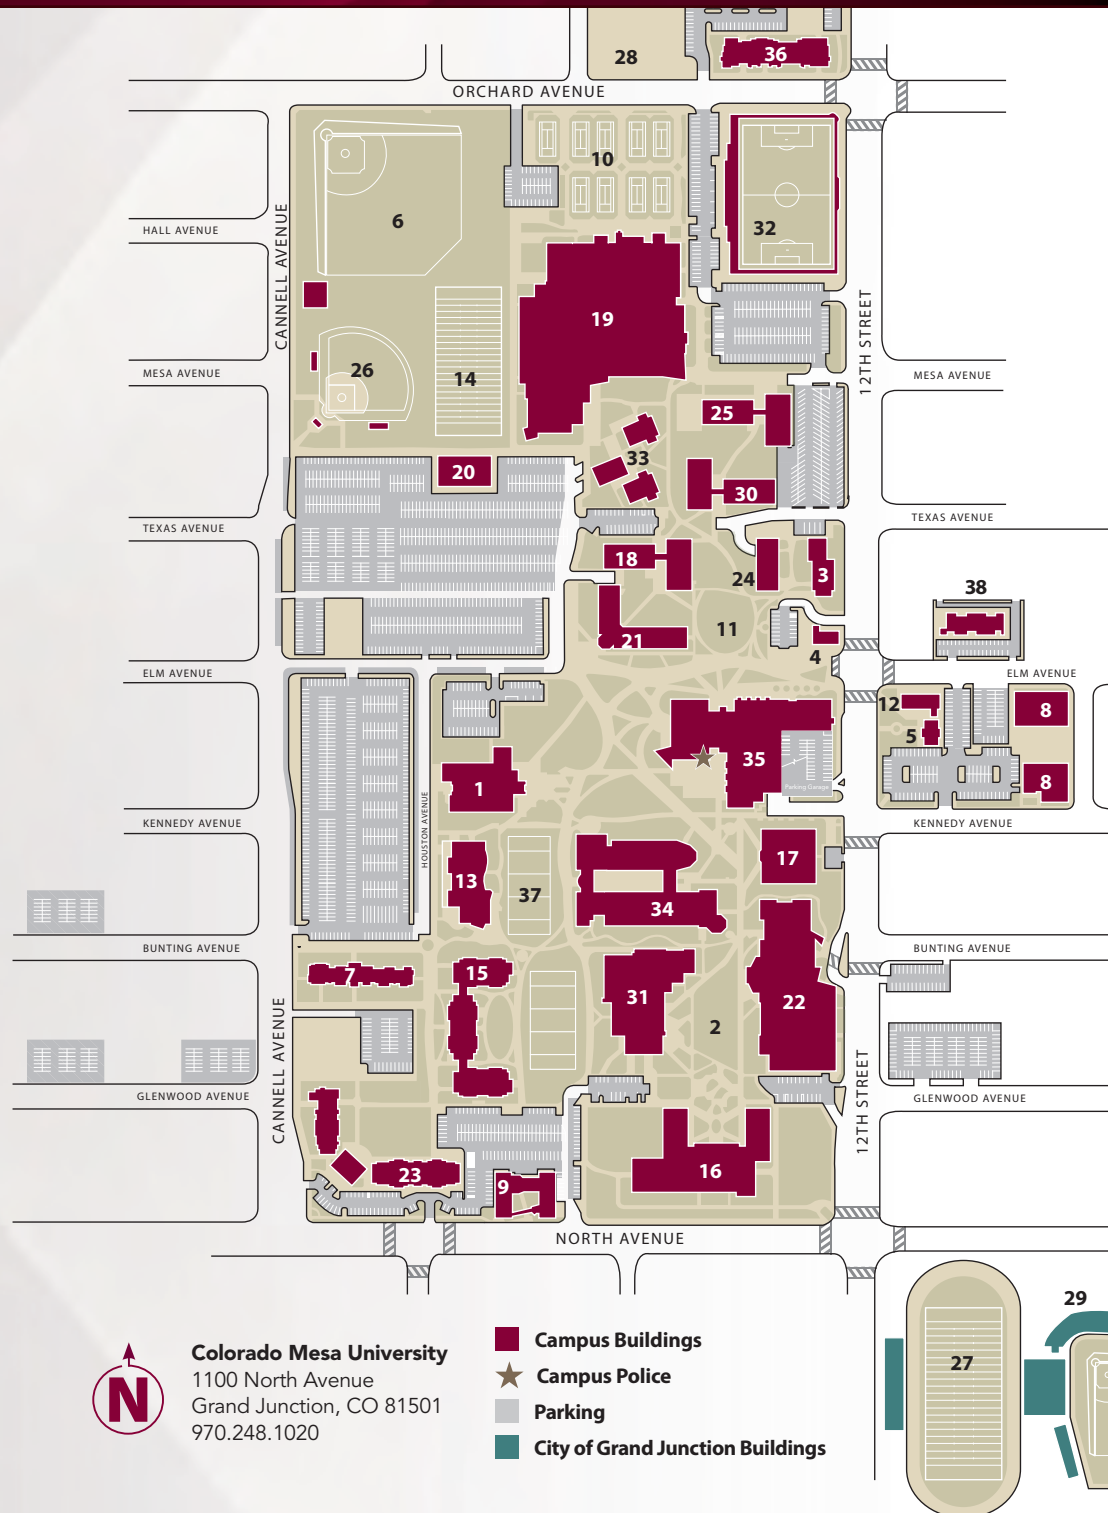 28
36
ORCHARD AVENUE
10
6
32
HALL AVENUE
CANNELL AVENUE
19
12TH STREET
26
14
MESA AVENUE
MESA AVENUE
25
33
20
30
TEXAS AVENUE
TEXAS AVENUE
18
24
3
38
11
21
4
ELM AVENUE
ELM AVENUE
12
8
5
35
1
8
Parking Garage
HOUSTON AVENUE
KENNEDY AVENUE
KENNEDY AVENUE
17
13
37
34
BUNTING AVENUE
BUNTING AVENUE
7
15
31
22
2
CANNELL AVENUE
12TH STREET
GLENWOOD AVENUE
GLENWOOD AVENUE
23
9
16
NORTH AVENUE
29
27
N
Colorado Mesa University
1100 North Avenue
Grand Junction, CO 81501
970.248.1020
Campus Buildings
Campus Police
Parking
City of Grand Junction Buildings